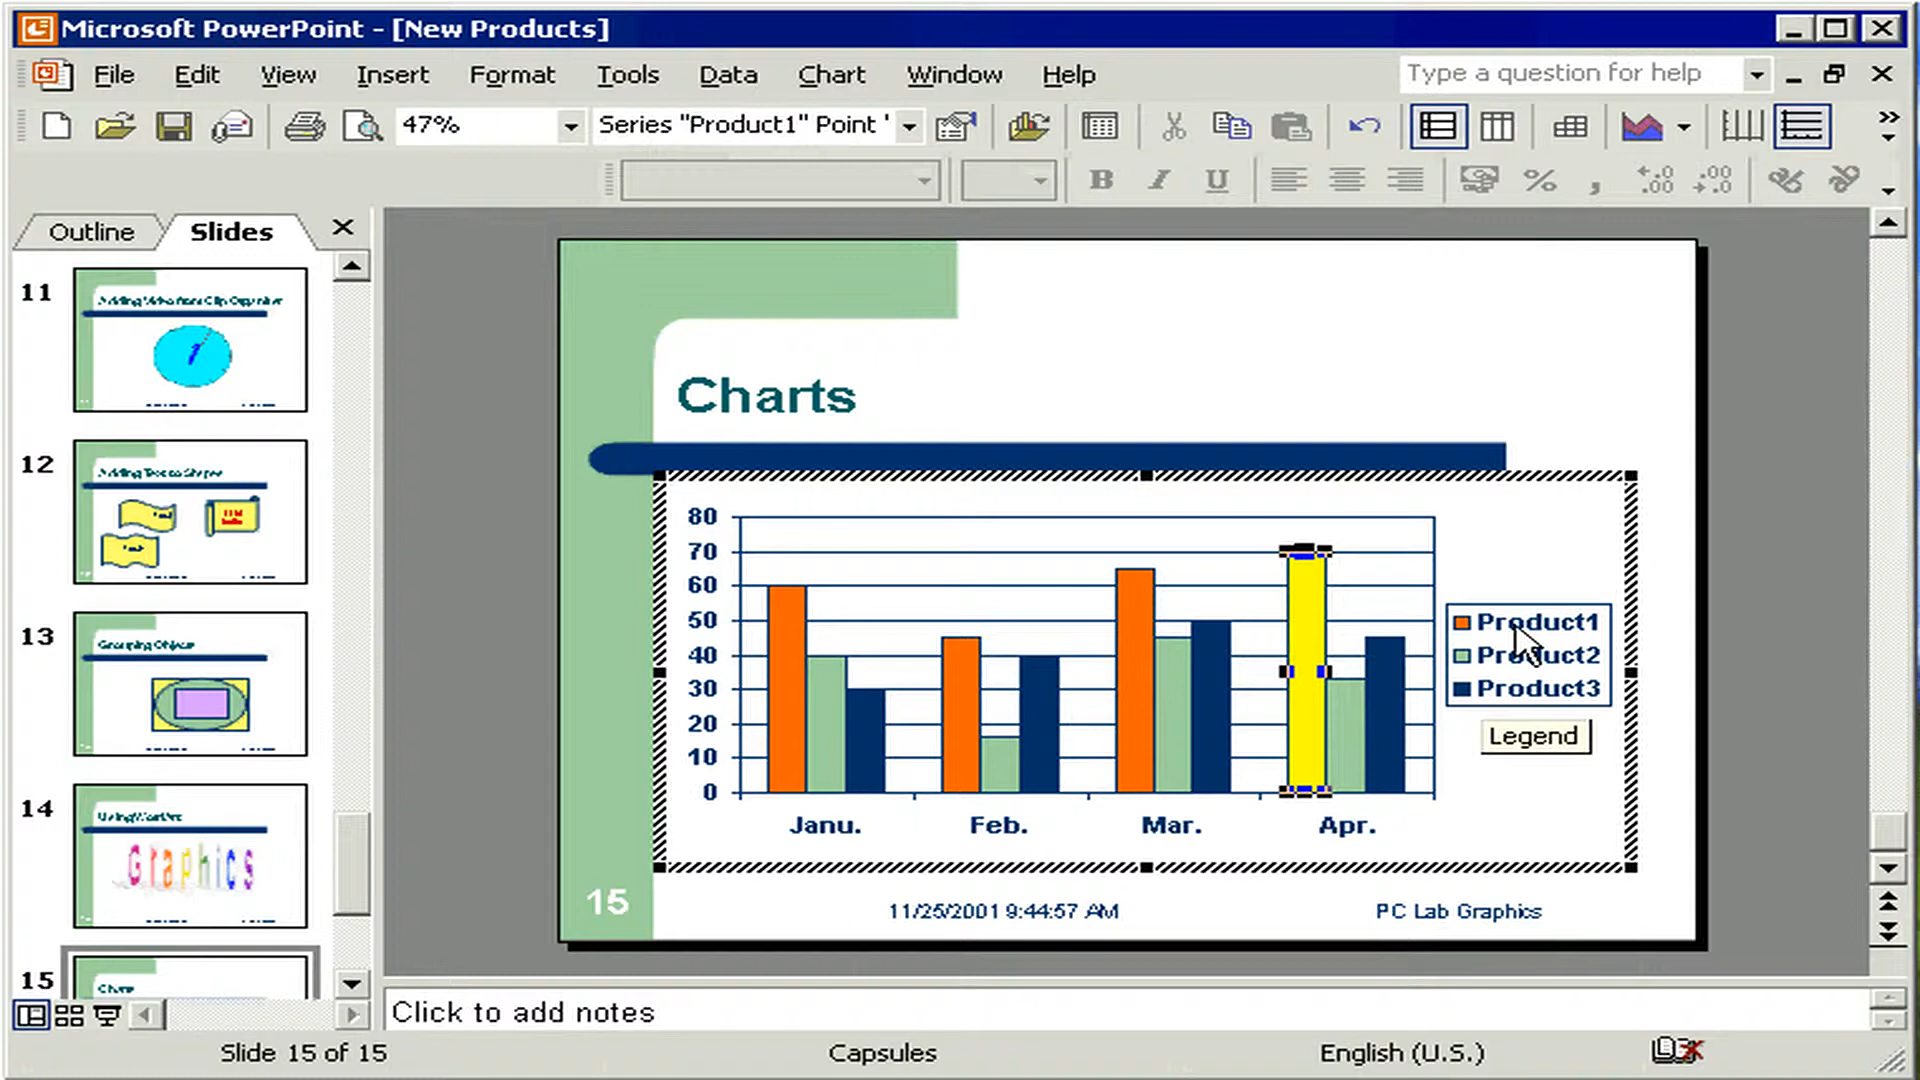 Microsoft PowerPoint - [New Products]
File Edit View Insert Format Tools Data Chart Window Help
Type a question for help
47%
Series "Product1" Point '
B I U
% , .00 .00
Outline Slides
11
12
13
14
Graphics
15
Charts
80
70
60
50
40
30
20
10
0
Janu. Feb. Mar. Apr.
Product1
Product2
Product3
Legend
15
11/25/2001 9:44:57 AM
PC Lab Graphics
Click to add notes
Slide 15 of 15
Capsules
English (U.S.)